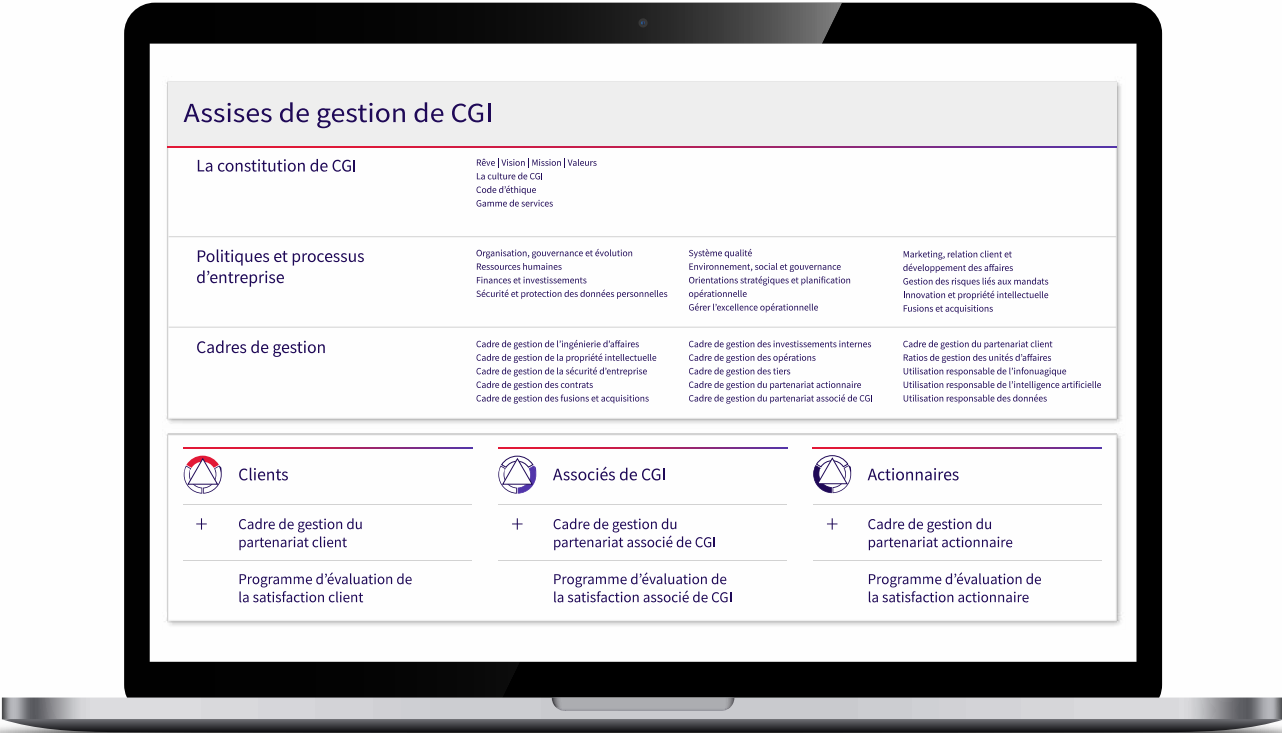 Assises de gestion de CGI
La constitution de CGI
Rêve | Vision | Mission | Valeurs
La culture de CGI
Code d'éthique
Gamme de services
Politiques et processus
d'entreprise
Organisation, gouvernance et évolution
Ressources humaines
Finances et investissements
Sécurité et protection des données personnelles
Système qualité
Environnement, social et gouvernance
Orientations stratégiques et planification
opérationnelle
Gérer l'excellence opérationnelle
Marketing, relation client et
développement des affaires
Gestion des risques liés aux mandats
Innovation et propriété intellectuelle
Fusions et acquisitions
Cadres de gestion
Cadre de gestion de l'ingénierie d'affaires
Cadre de gestion de la propriété intellectuelle
Cadre de gestion de la sécurité d'entreprise
Cadre de gestion des contrats
Cadre de gestion des fusions et acquisitions
Cadre de gestion des investissements internes
Cadre de gestion des opérations
Cadre de gestion des tiers
Cadre de gestion du partenariat actionnaire
Cadre de gestion du partenariat associé de CGI
Cadre de gestion du partenariat client
Ratios de gestion des unités d'affaires
Utilisation responsable de l'infonuagique
Utilisation responsable de l'intelligence artificielle
Utilisation responsable des données
Clients
+ Cadre de gestion du
partenariat client
Programme d'évaluation de
la satisfaction client
Associés de CGI
+ Cadre de gestion du
partenariat associé de CGI
Programme d'évaluation de
la satisfaction associé de CGI
Actionnaires
+ Cadre de gestion du
partenariat actionnaire
Programme d'évaluation de
la satisfaction actionnaire